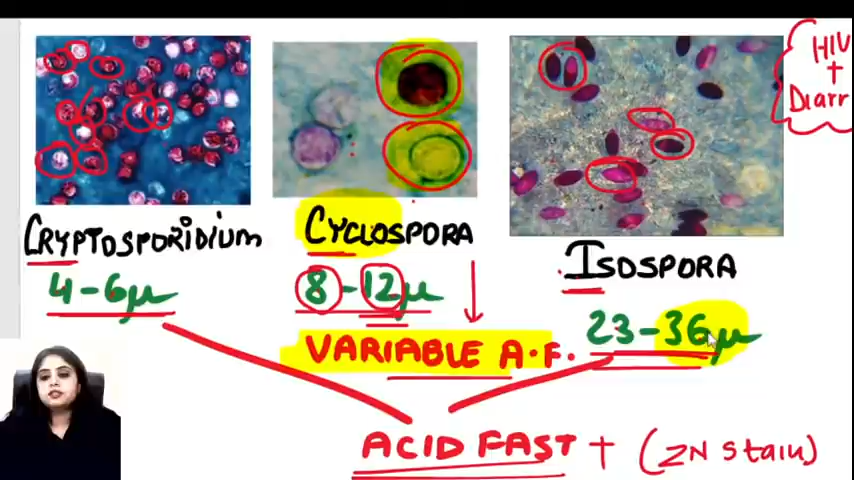 HIV
+
Diarr
CRYPTOSPORIDIUM
4-6μ
CYCLOSPORA
8-12μ
VARIABLE A.F.
ISOSPORA
23-36μ
ACID FAST + (ZN Stain)